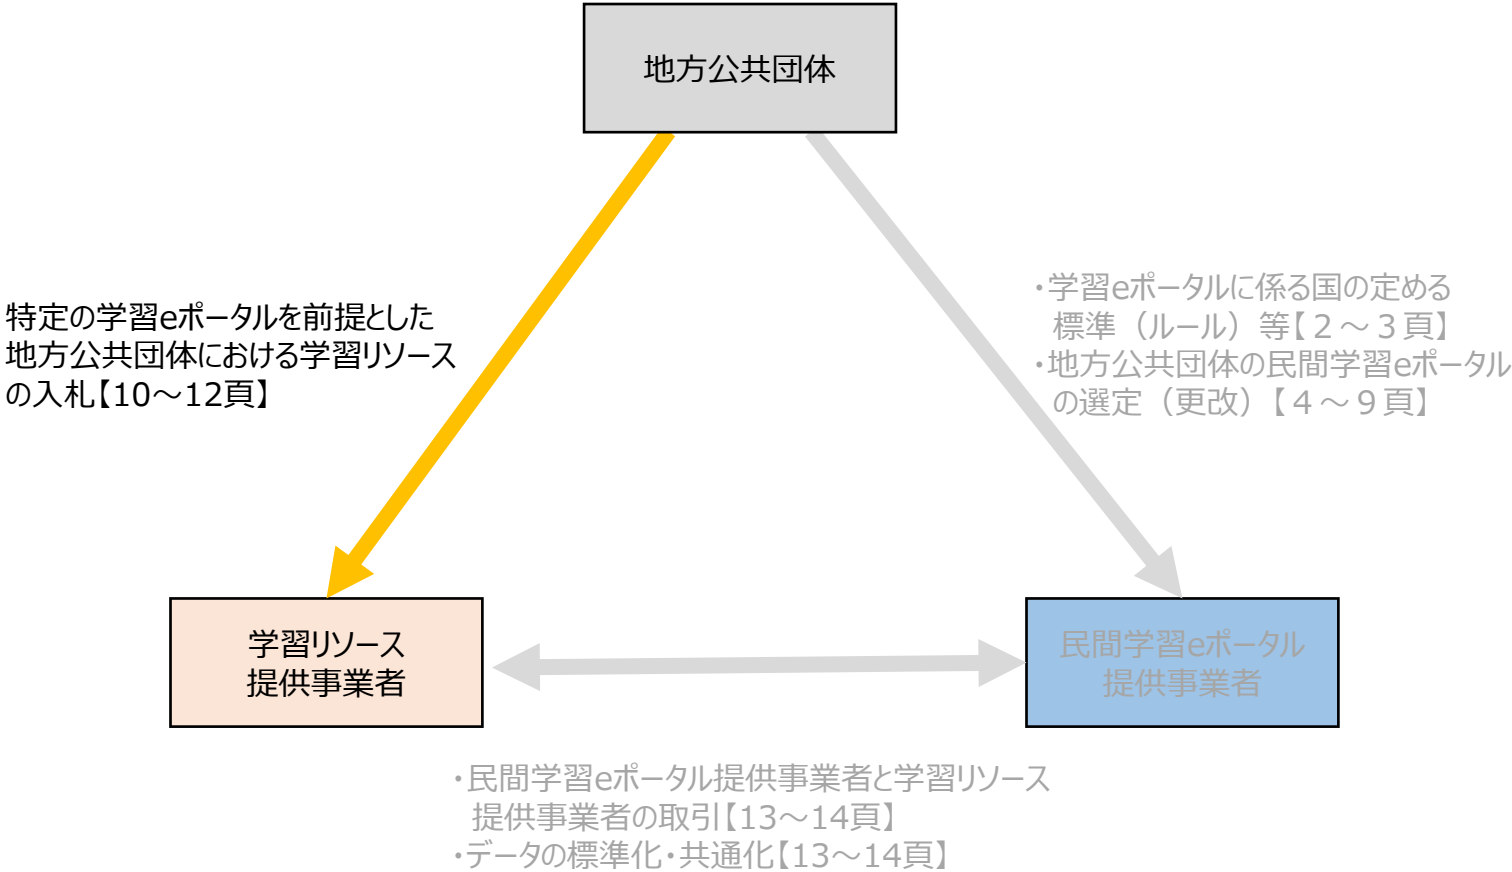 地方公共団体
特定の学習eポータルを前提とした
地方公共団体における学習リソース
の入札【10～12頁】
・学習eポータルに係る国の定める
標準（ルール）等【２～３頁】
・地方公共団体の民間学習eポータル
の選定（更改）【４～９頁】
学習リソース
提供事業者
民間学習eポータル
提供事業者
・民間学習eポータル提供事業者と学習リソース
提供事業者の取引【13～14頁】
・データの標準化・共通化【13～14頁】